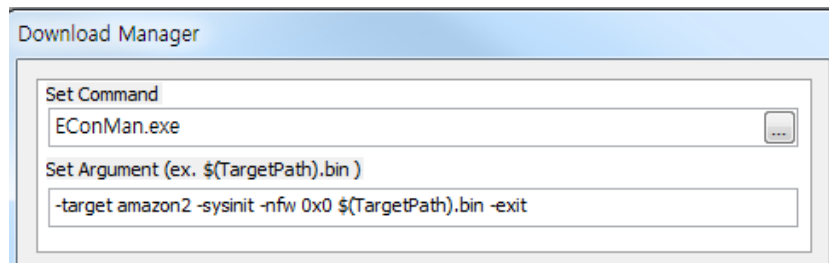 Download Manager
Set Command
EConMan.exe
...
Set Argument (ex. $(TargetPath).bin )
-target amazon2 -sysinit -nfw 0x0 $(TargetPath).bin -exit